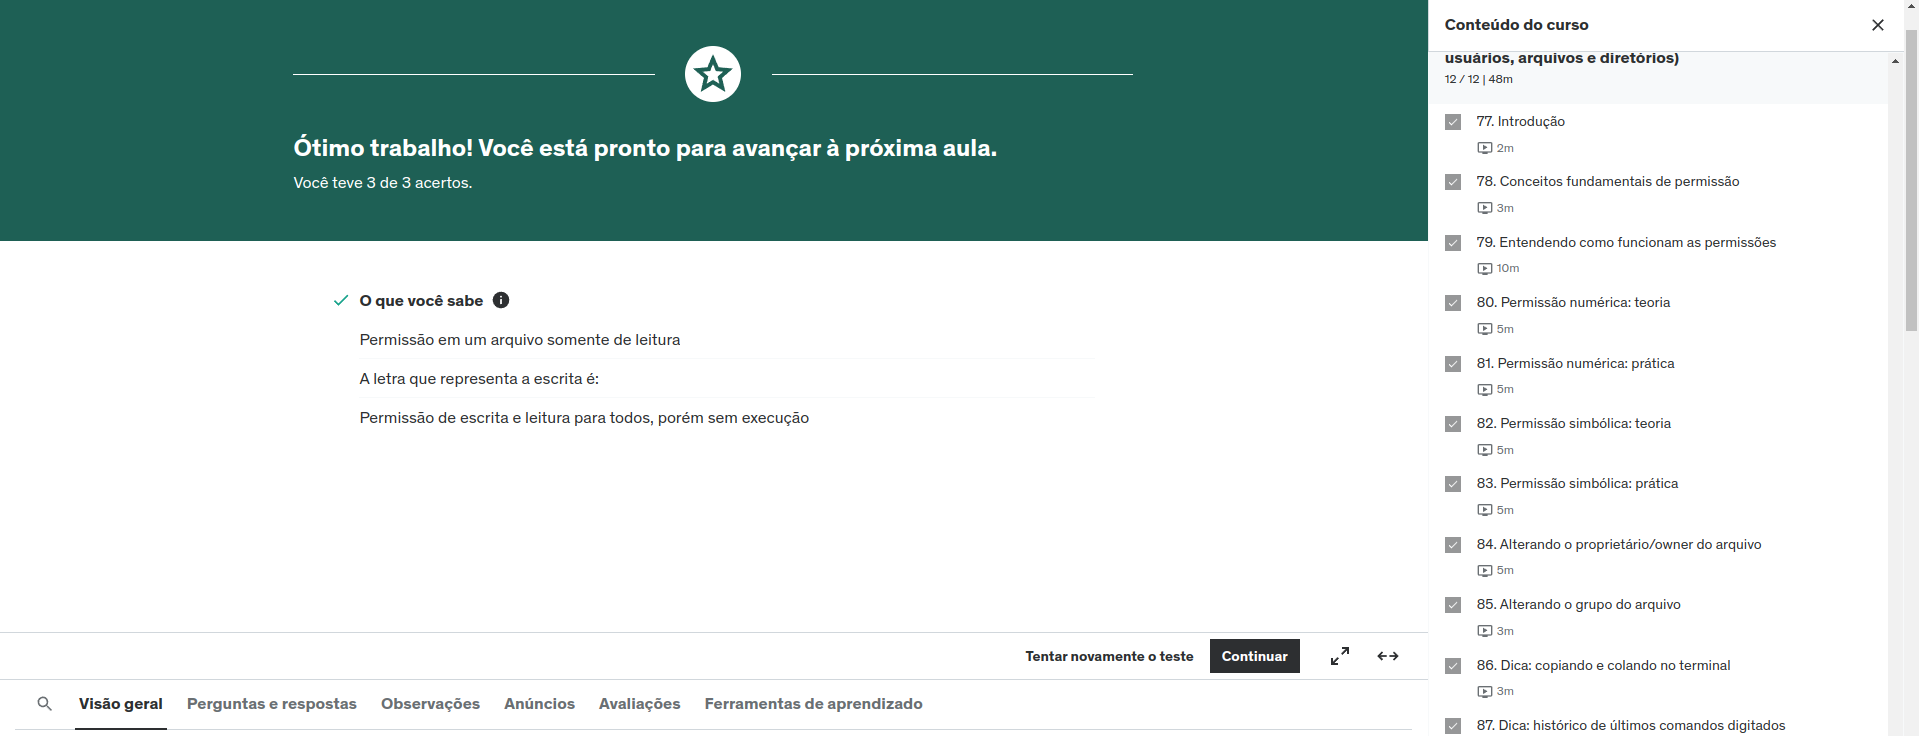 Ótimo trabalho! Você está pronto para avançar à próxima aula.
Você teve 3 de 3 acertos.
O que você sabe
Permissão em um arquivo somente de leitura
A letra que representa a escrita é:
Permissão de escrita e leitura para todos, porém sem execução
Tentar novamente o teste
Continuar
Visão geral
Perguntas e respostas
Observações
Anúncios
Avaliações
Ferramentas de aprendizado
Conteúdo do curso
usuários, arquivos e diretórios)
12 / 12 | 48m
77. Introdução
2m
78. Conceitos fundamentais de permissão
3m
79. Entendendo como funcionam as permissões
10m
80. Permissão numérica: teoria
5m
81. Permissão numérica: prática
5m
82. Permissão simbólica: teoria
5m
83. Permissão simbólica: prática
5m
84. Alterando o proprietário/owner do arquivo
5m
85. Alterando o grupo do arquivo
3m
86. Dica: copiando e colando no terminal
3m
87. Dica: histórico de últimos comandos digitados